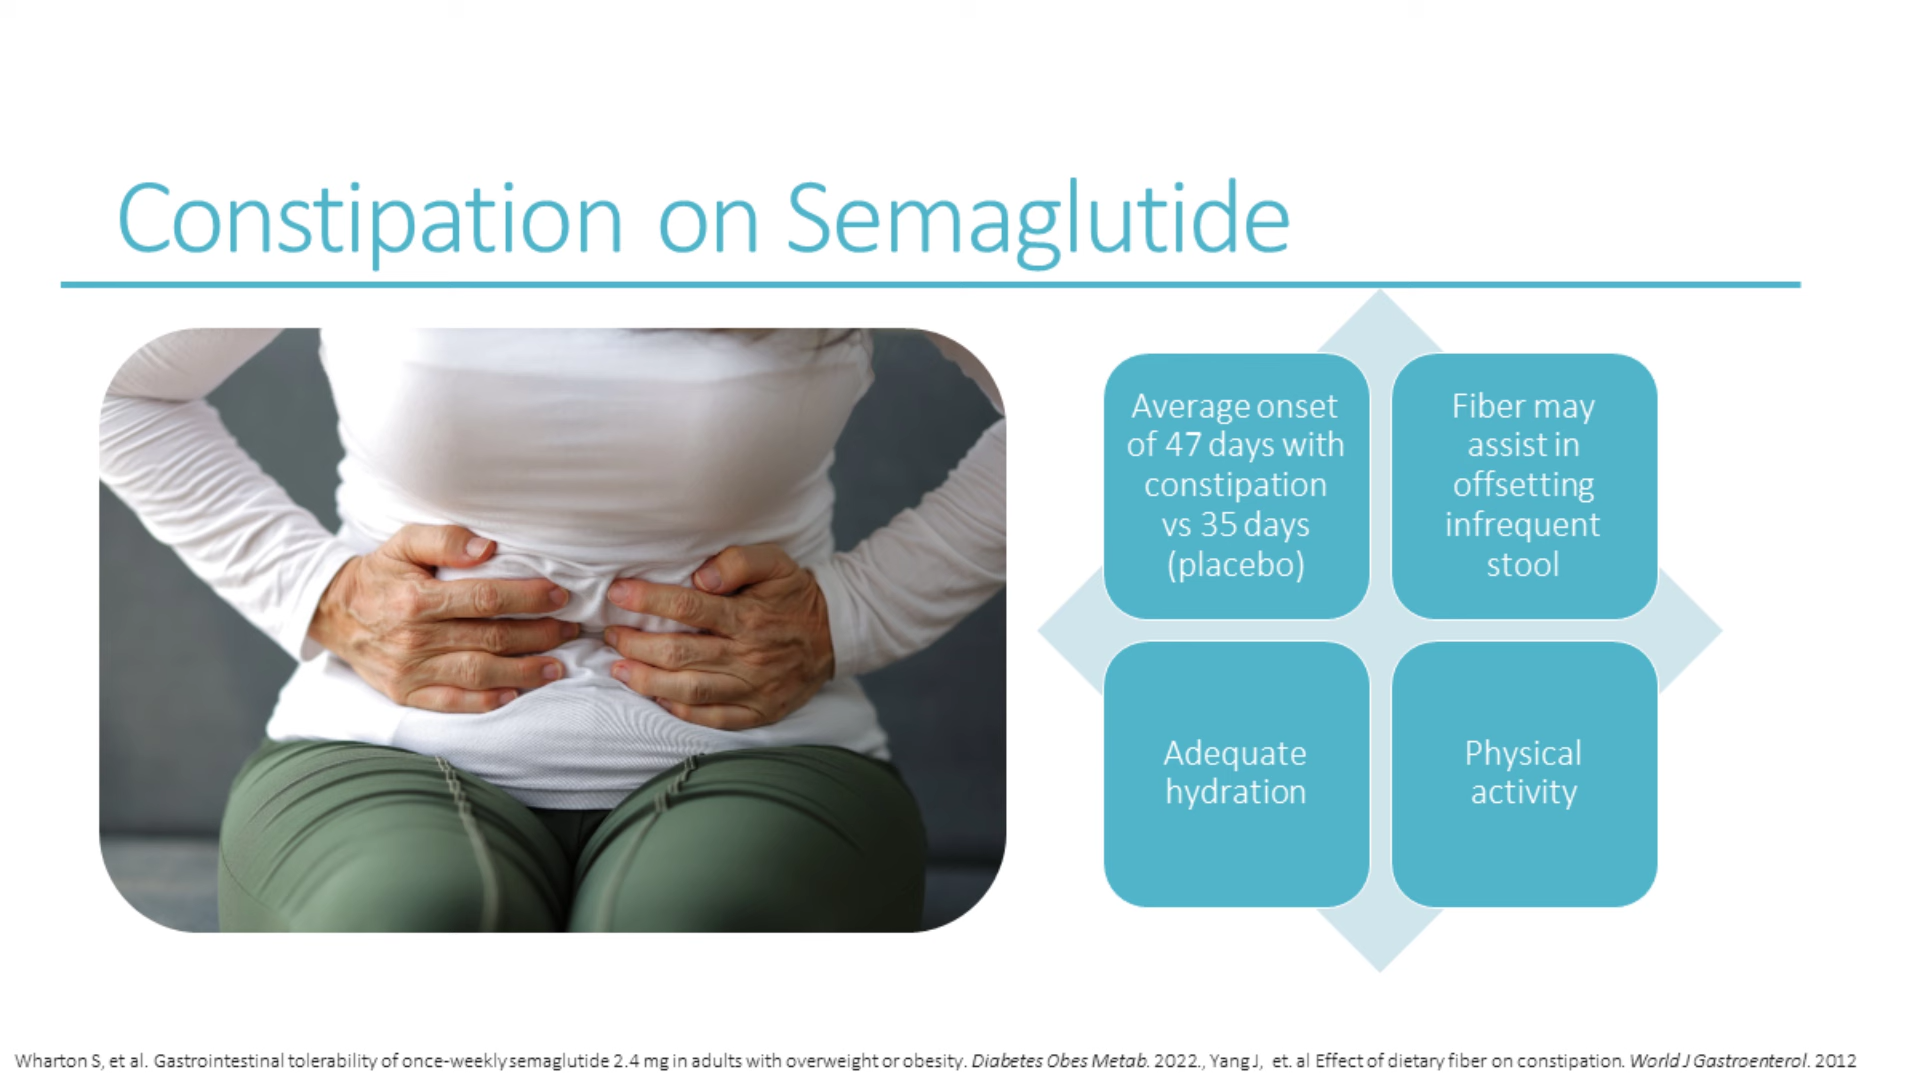 Constipation on Semaglutide
Average onset
of 47 days with
constipation
vs 35 days
(placebo)
Fiber may
assist in
offsetting
infrequent
stool
Adequate
hydration
Physical
activity
Wharton S, et al. Gastrointestinal tolerability of once-weekly semaglutide 2.4 mg in adults with overweight or obesity. Diabetes Obes Metab. 2022., Yang J, et. al Effect of dietary fiber on constipation. World J Gastroenterol. 2012